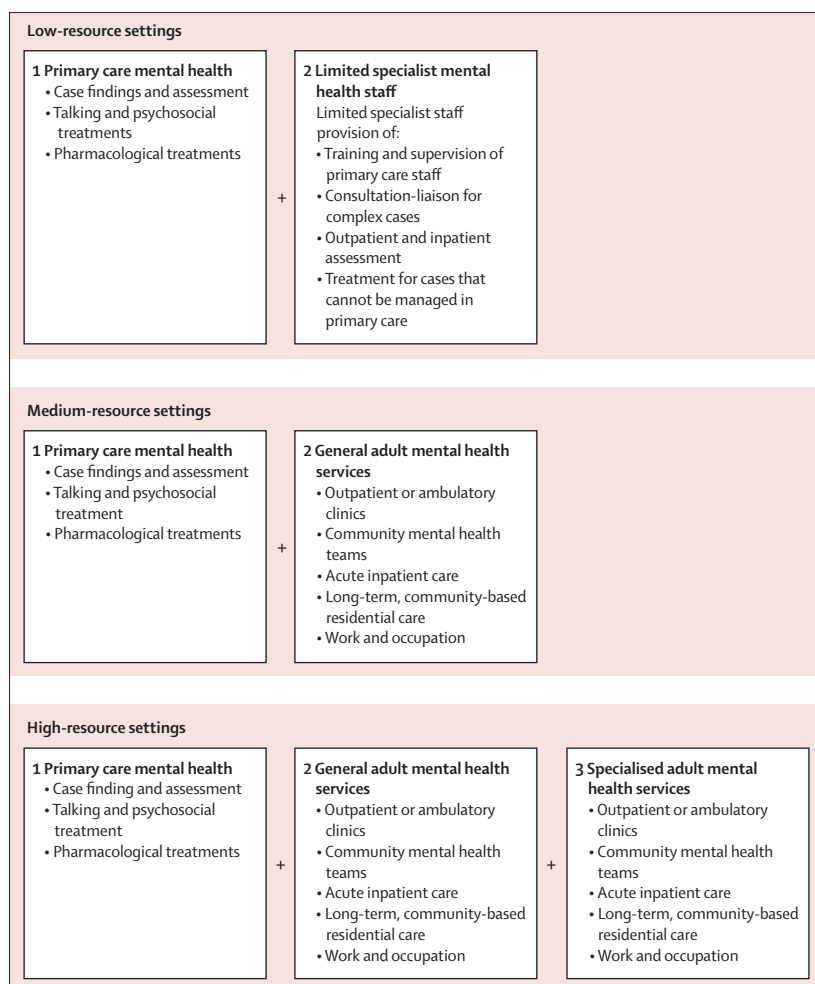 Low-resource settings
1 Primary care mental health
• Case findings and assessment
• Talking and psychosocial
treatments
• Pharmacological treatments
+
2 Limited specialist mental
health staff
Limited specialist staff
provision of:
• Training and supervision of
primary care staff
• Consultation-liaison for
complex cases
• Outpatient and inpatient
assessment
• Treatment for cases that
cannot be managed in
primary care
Medium-resource settings
1 Primary care mental health
• Case findings and assessment
• Talking and psychosocial
treatment
• Pharmacological treatments
+
2 General adult mental health
services
• Outpatient or ambulatory
clinics
• Community mental health
teams
• Acute inpatient care
• Long-term, community-based
residential care
• Work and occupation
High-resource settings
1 Primary care mental health
• Case finding and assessment
• Talking and psychosocial
treatment
• Pharmacological treatments
+
2 General adult mental health
services
• Outpatient or ambulatory
clinics
• Community mental health
teams
• Acute inpatient care
• Long-term, community-based
residential care
• Work and occupation
+
3 Specialised adult mental
health services
• Outpatient or ambulatory
clinics
• Community mental health
teams
• Acute inpatient care
• Long-term, community-based
residential care
• Work and occupation